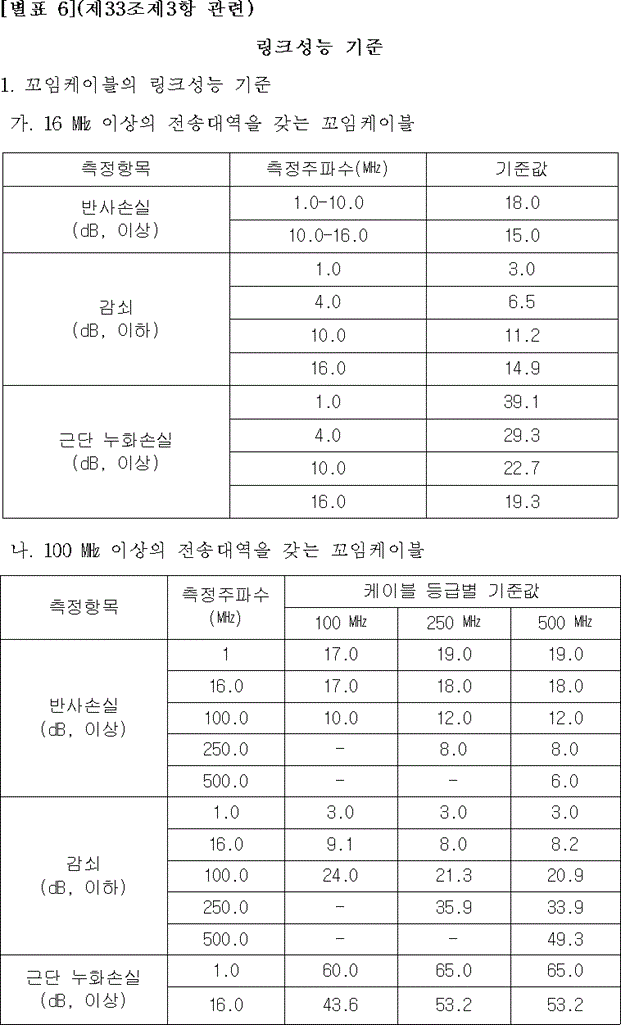 [별표 6](제33조제3항 관련)
링크성능 기준
1. 꼬임케이블의 링크성능 기준
가. 16 ㎒ 이상의 전송대역을 갖는 꼬임케이블
측정항목 측정주파수(㎒) 기준값
반사손실 (dB, 이상) 1.0-10.0 18.0
10.0-16.0 15.0
감쇠 (dB, 이하) 1.0 3.0
4.0 6.5
10.0 11.2
16.0 14.9
근단 누화손실 (dB, 이상) 1.0 39.1
4.0 29.3
10.0 22.7
16.0 19.3
나. 100 ㎒ 이상의 전송대역을 갖는 꼬임케이블
측정항목 측정주파수 (㎒) 케이블 등급별 기준값
100 ㎒ 250 ㎒ 500 ㎒
반사손실 (dB, 이상) 1 17.0 19.0 19.0
16.0 17.0 18.0 18.0
100.0 10.0 12.0 12.0
250.0 - 8.0 8.0
500.0 - - 6.0
감쇠 (dB, 이하) 1.0 3.0 3.0 3.0
16.0 9.1 8.0 8.2
100.0 24.0 21.3 20.9
250.0 - 35.9 33.9
500.0 - - 49.3
근단 누화손실 (dB, 이상) 1.0 60.0 65.0 65.0
16.0 43.6 53.2 53.2